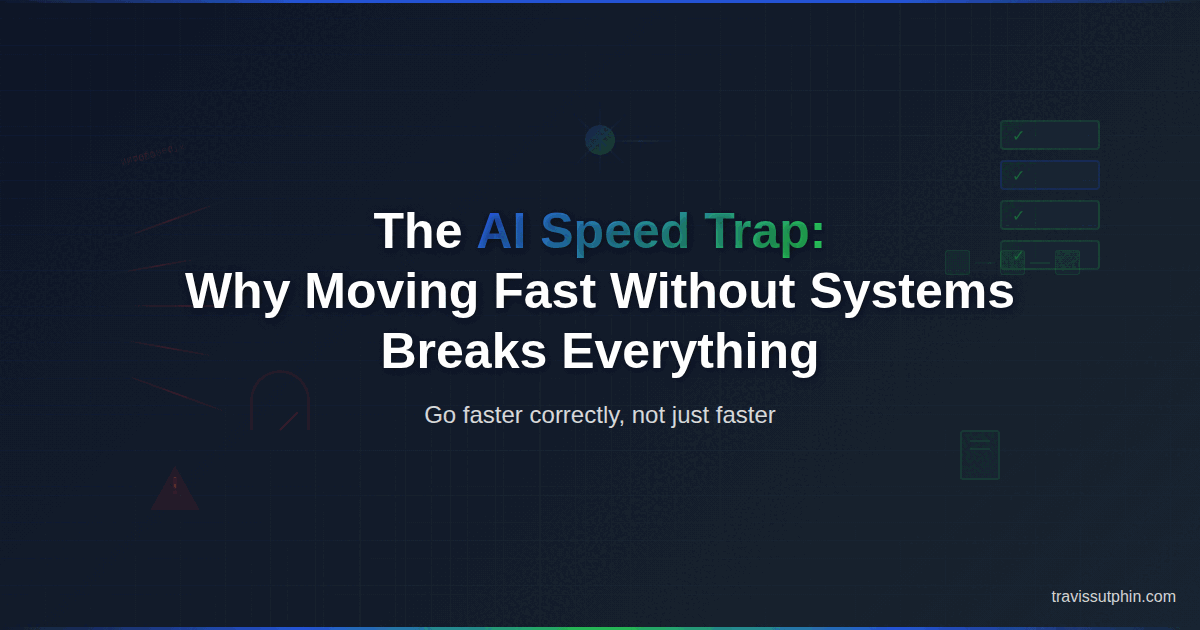 The AI Speed Trap:
Why Moving Fast Without Systems
Breaks Everything
Go faster correctly, not just faster
travissutphin.com